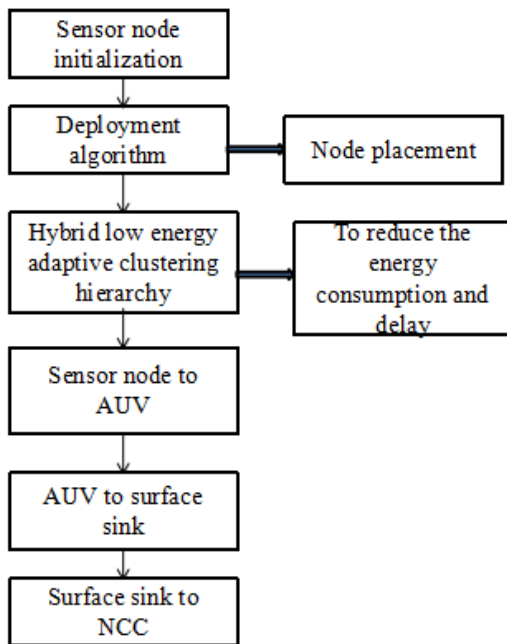 Sensor node
initialization
Deployment
algorithm
Node placement
Hybrid low energy
adaptive clustering
hierarchy
To reduce the
energy
consumption and
delay
Sensor node to
AUV
AUV to surface
sink
Surface sink to
NCC